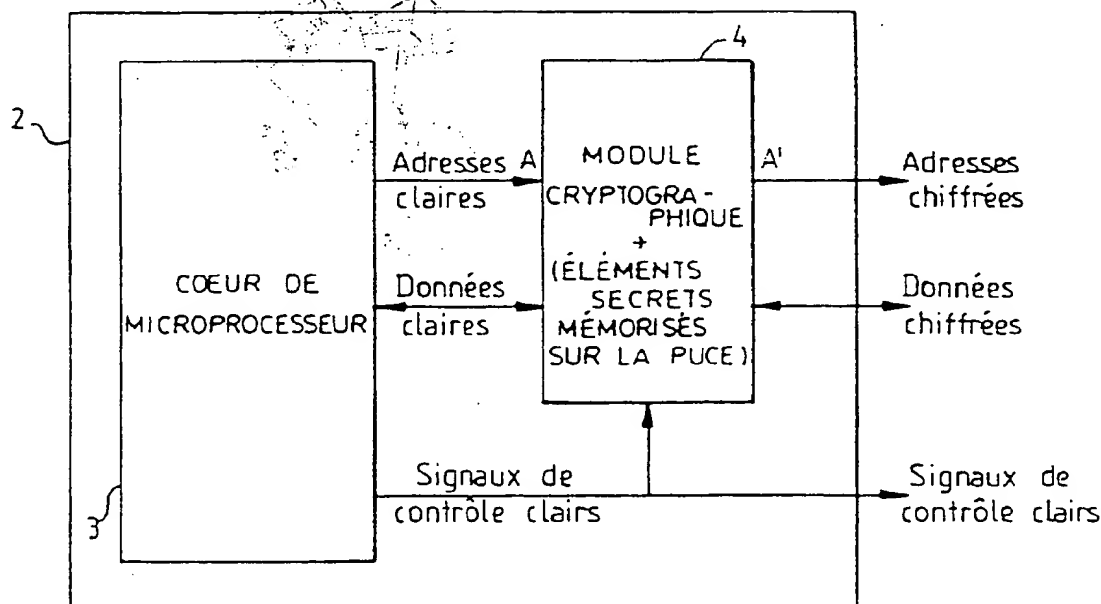 4
2
Adresses A
claires
MODULE
CRYPTOGRA-
PHIQUE
+
(ÉLÉMENTS
SECRETS
MÉMORISÉS
SUR LA PUCE)
A'
Adresses
chiffrées
COEUR DE
MICROPROCESSEUR
Données
claires
Données
chiffrées
3
Signaux de
contrôle clairs
Signaux de
contrôle clairs